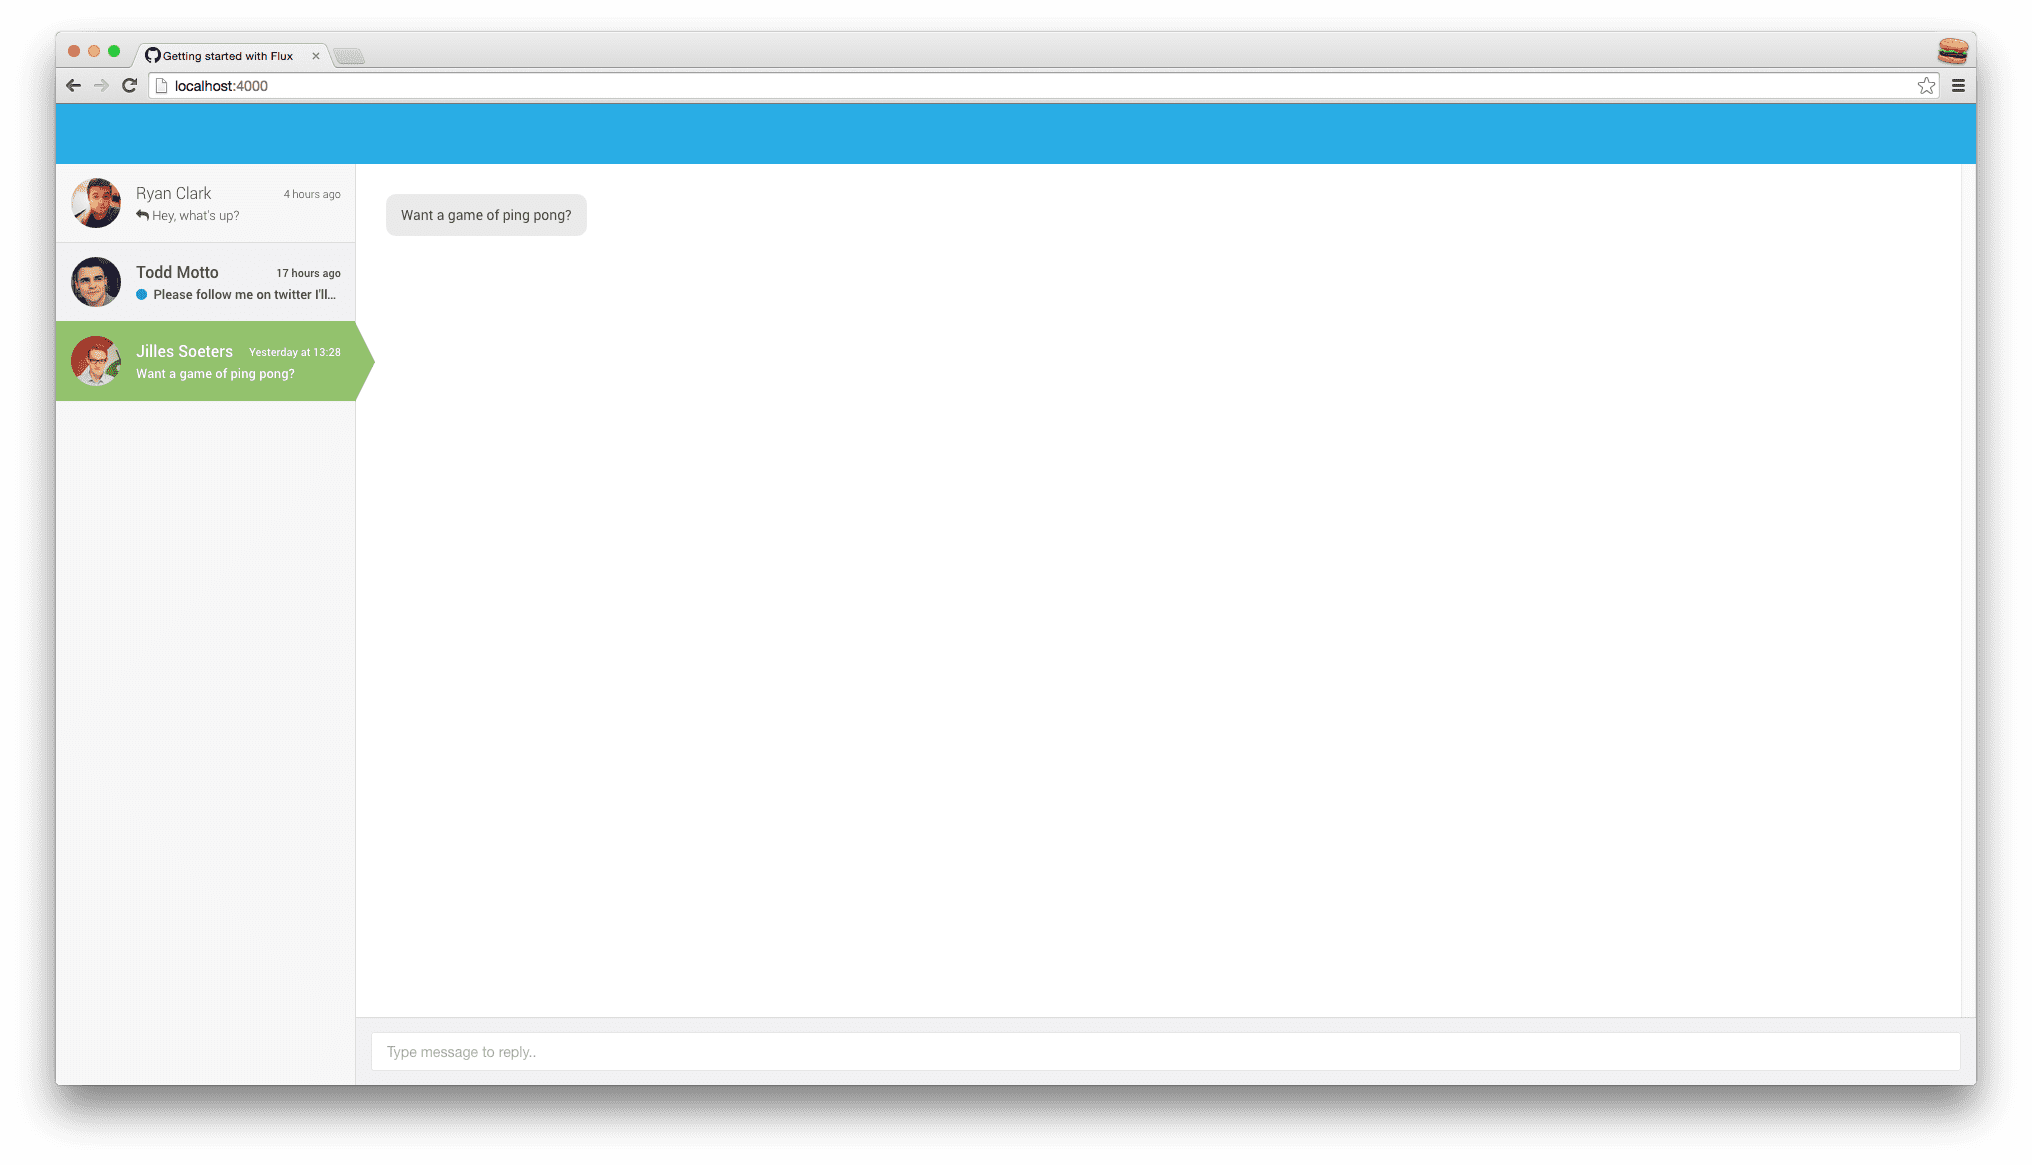 Getting started with Flux
localhost:4000
Ryan Clark 4 hours ago
Hey, what's up?
Todd Motto 17 hours ago
Please follow me on twitter I'll...
Jilles Soeters Yesterday at 13:28
Want a game of ping pong?
Want a game of ping pong?
Type message to reply..